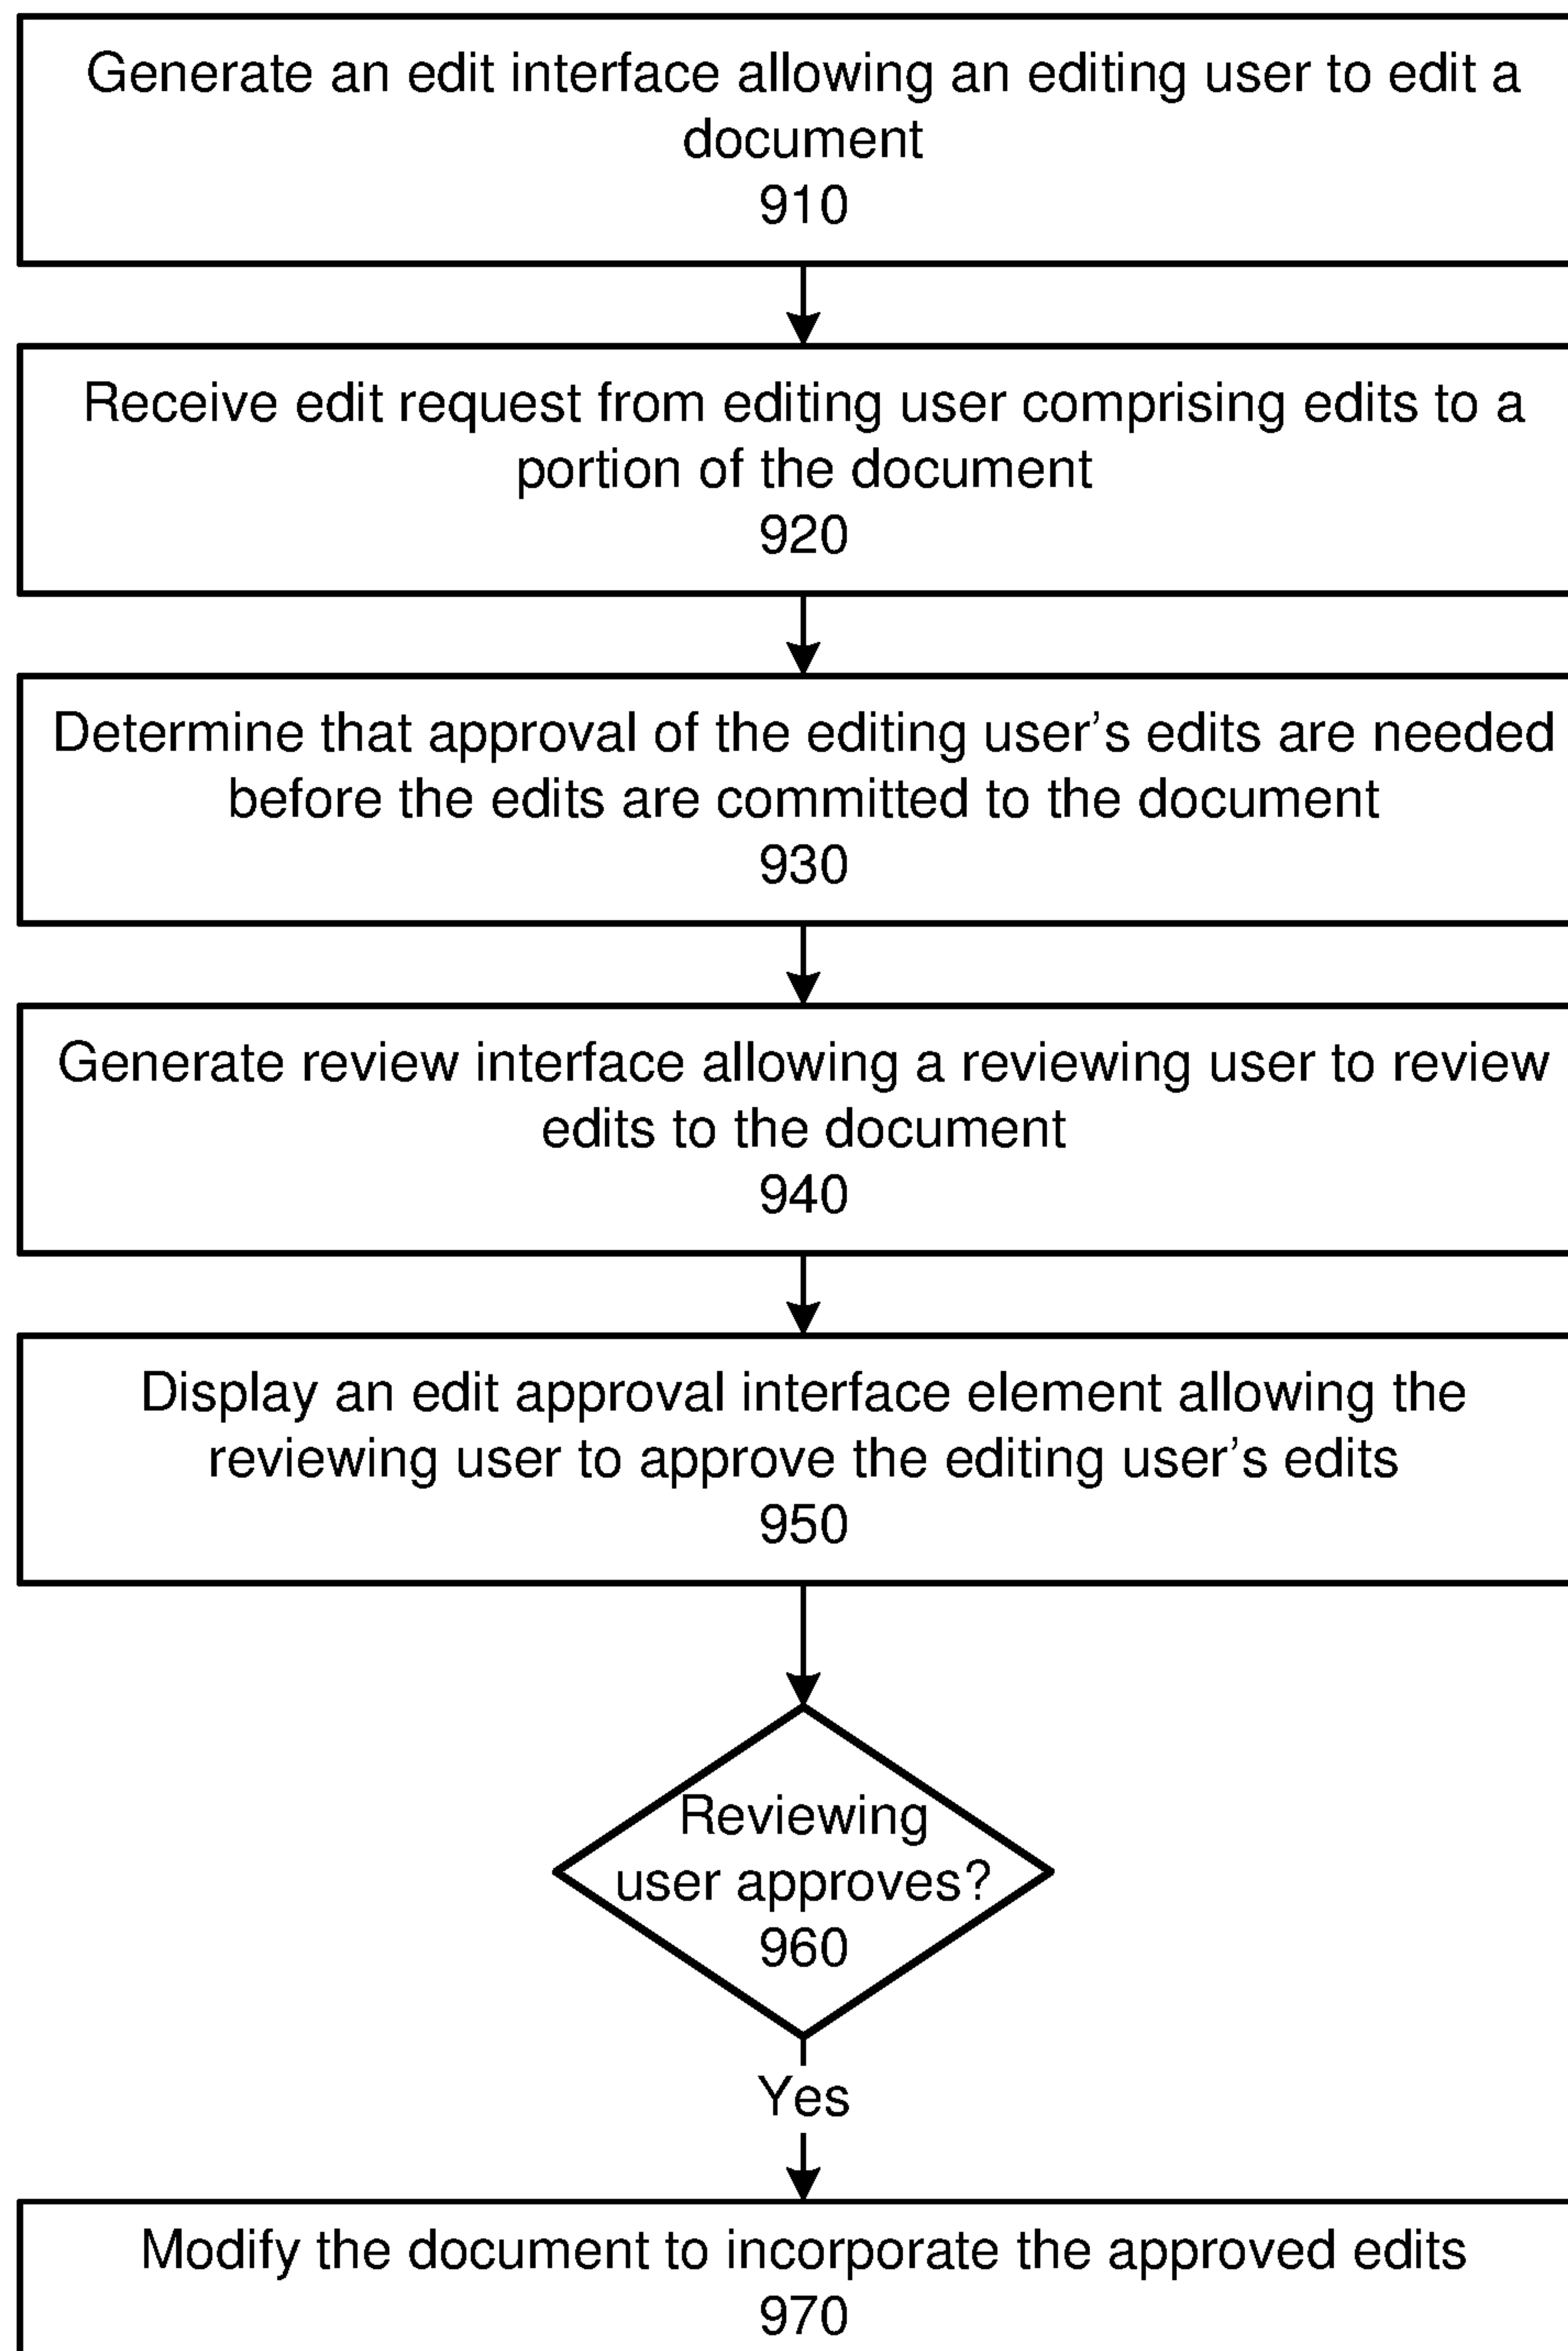 Generate an edit interface allowing an editing user to edit a
document
910
Receive edit request from editing user comprising edits to a
portion of the document
920
Determine that approval of the editing user’s edits are needed
before the edits are committed to the document
930
Generate review interface allowing a reviewing user to review
edits to the document
940
Display an edit approval interface element allowing the
reviewing user to approve the editing user’s edits
950
Reviewing
user approves?
960
Yes
Modify the document to incorporate the approved edits
970